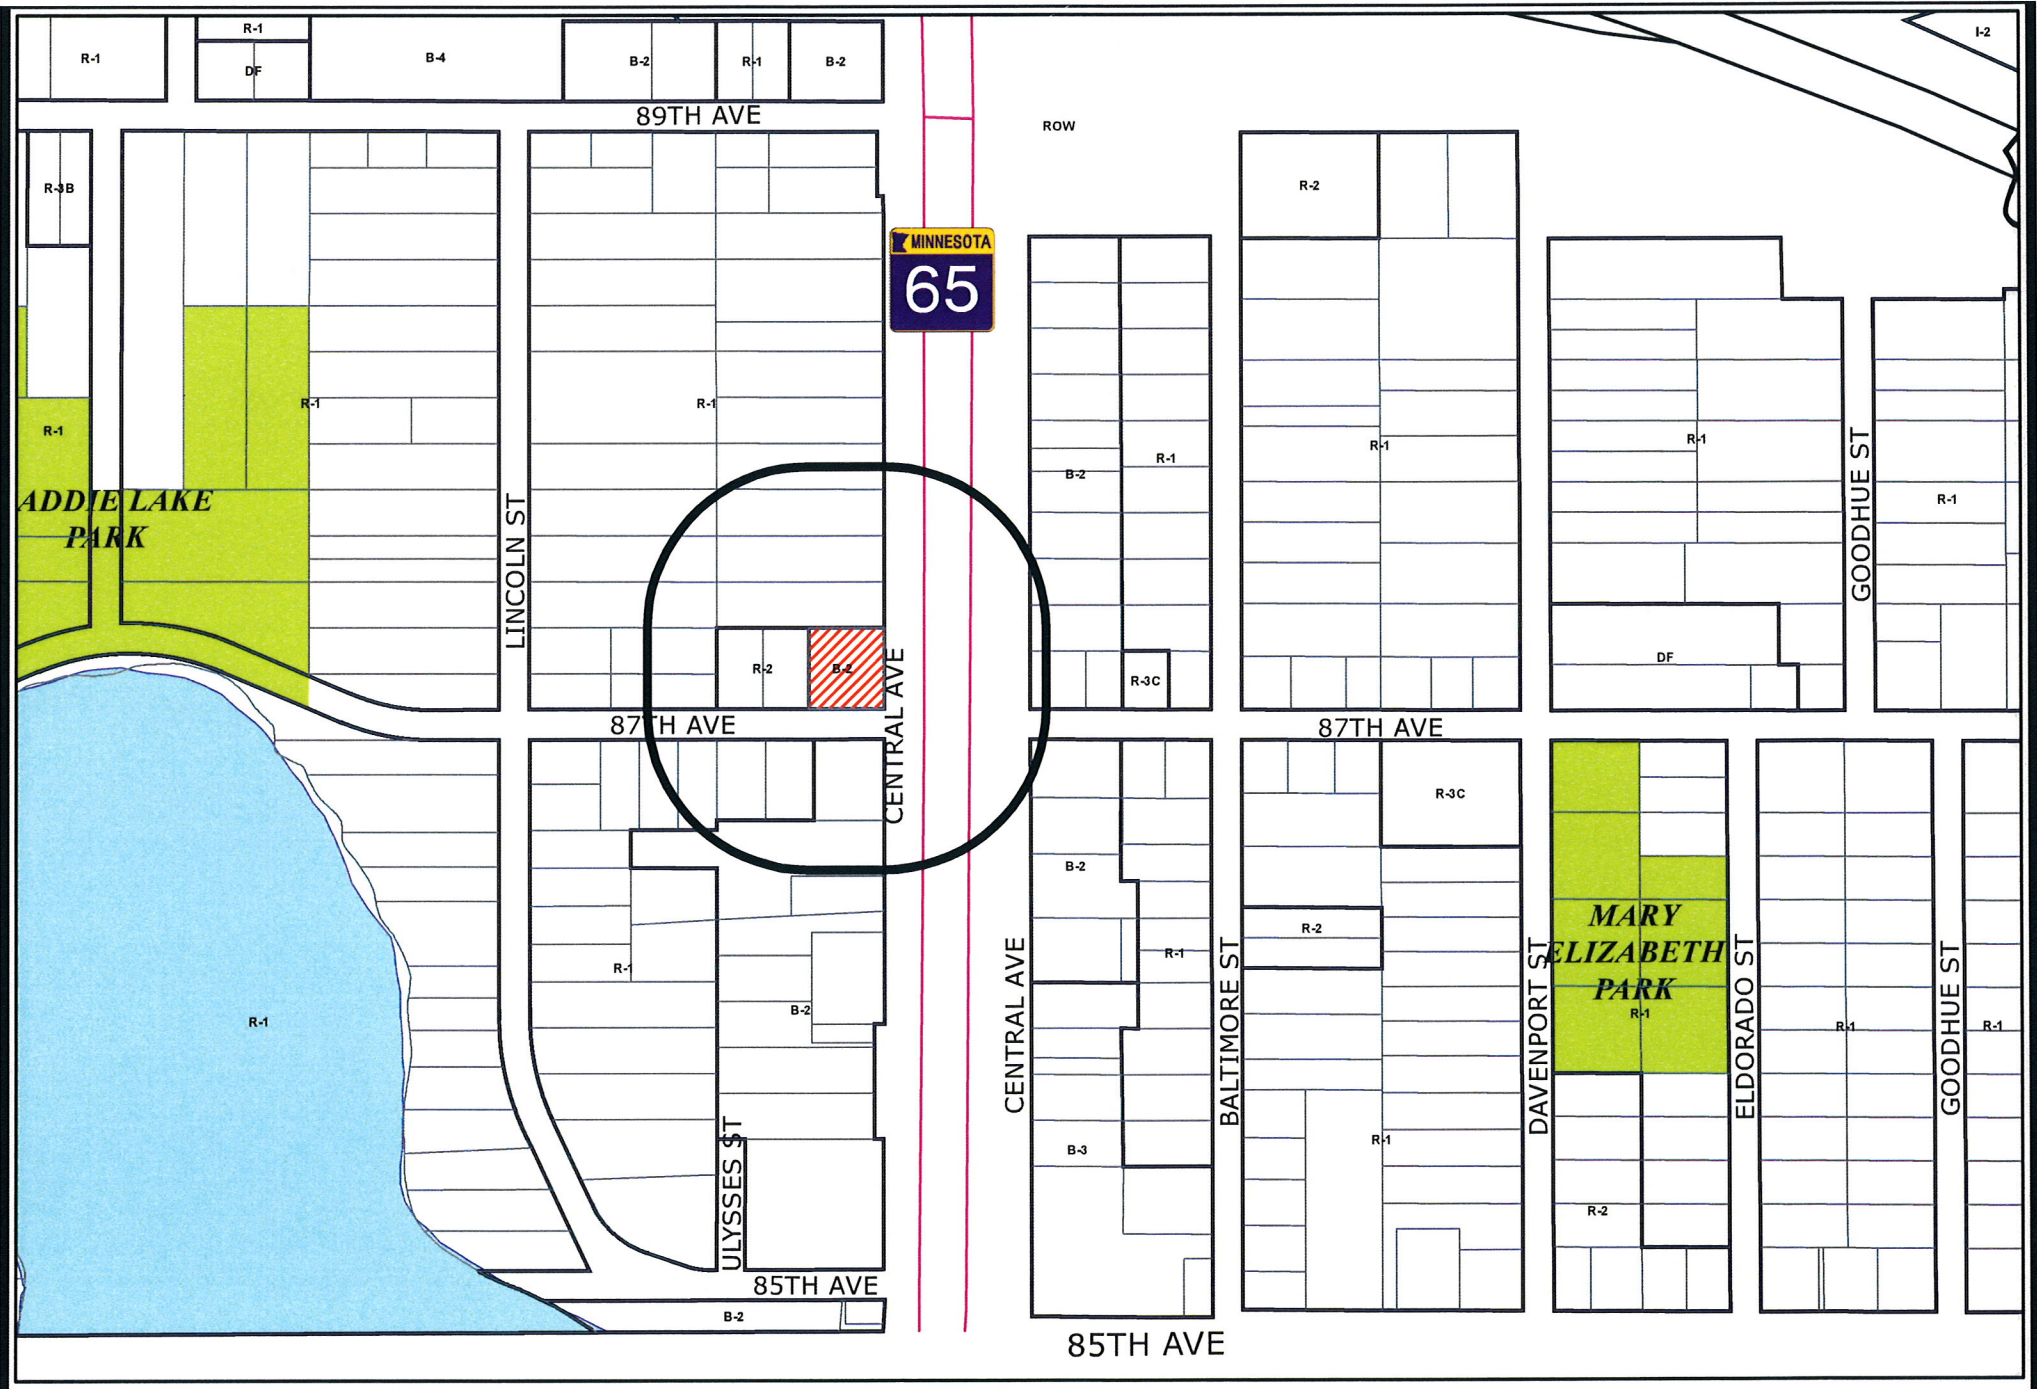 R-1
R-1
DF
B-4
B-2
R-1
B-2
I-2
89TH AVE
ROW
R-3B
R-2
MINNESOTA
65
R-1
R-1
R-1
R-1
R-1
R-1
B-2
R-1
GOODHUE ST
R-1
ADDIE LAKE
PARK
LINCOLN ST
R-2
B-2
CENTRAL AVE
R-3C
DF
87TH AVE
87TH AVE
R-3C
B-2
R-2
MARY
ELIZABETH
PARK
R-1
R-1
R-1
B-2
R-1
CENTRAL AVE
BALTIMORE ST
DAVENPORT ST
ELDORADO ST
R-1
GOODHUE ST
R-1
ULYSSES ST
B-3
R-1
R-2
85TH AVE
B-2
85TH AVE